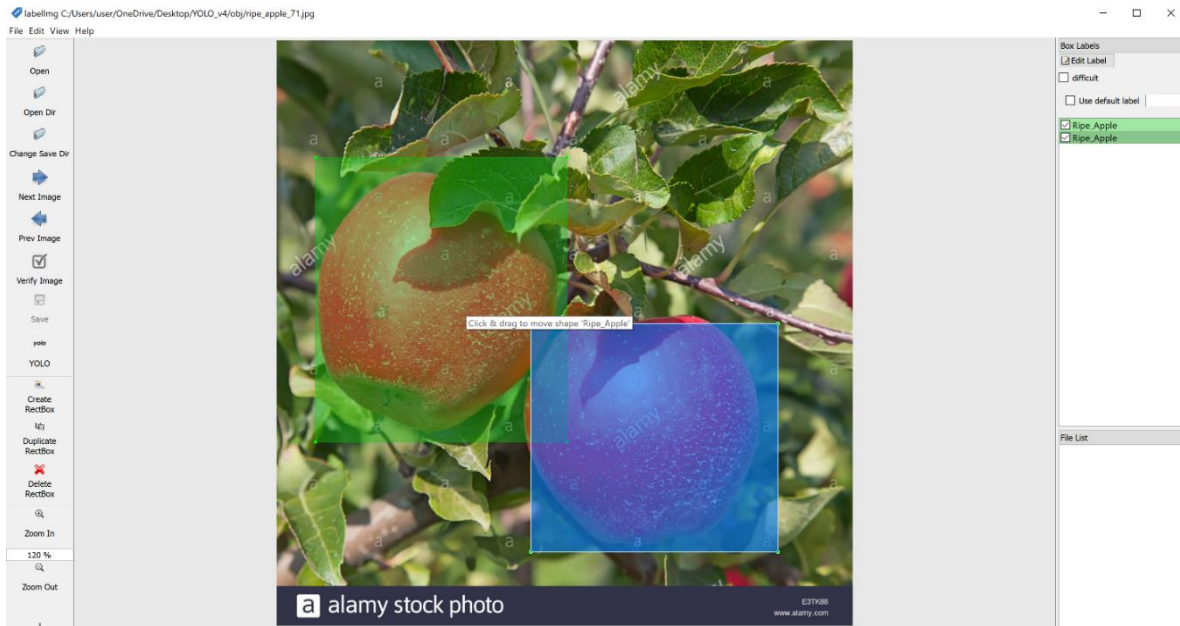 labelImg C:/Users/user/OneDrive/Desktop/YOLO_v4/obj/ripe_apple_71.jpg
File Edit View Help
Open
Open Dir
Change Save Dir
Next Image
Prev Image
Verify Image
Save
yolo
YOLO
Create
RectBox
Duplicate
RectBox
Delete
RectBox
Zoom In
120 %
Zoom Out
a
a
a
alamy
a
a
a
alamy
alamy
a
a
a
alamy
Click & drag to move shape 'Ripe_Apple'
a
a
a
alamy
a
a
a
a
a
a
a alamy stock photo
E3TK88
www.alamy.com
Box Labels
Edit Label
difficult
Use default label
Ripe_Apple
Ripe_Apple
File List